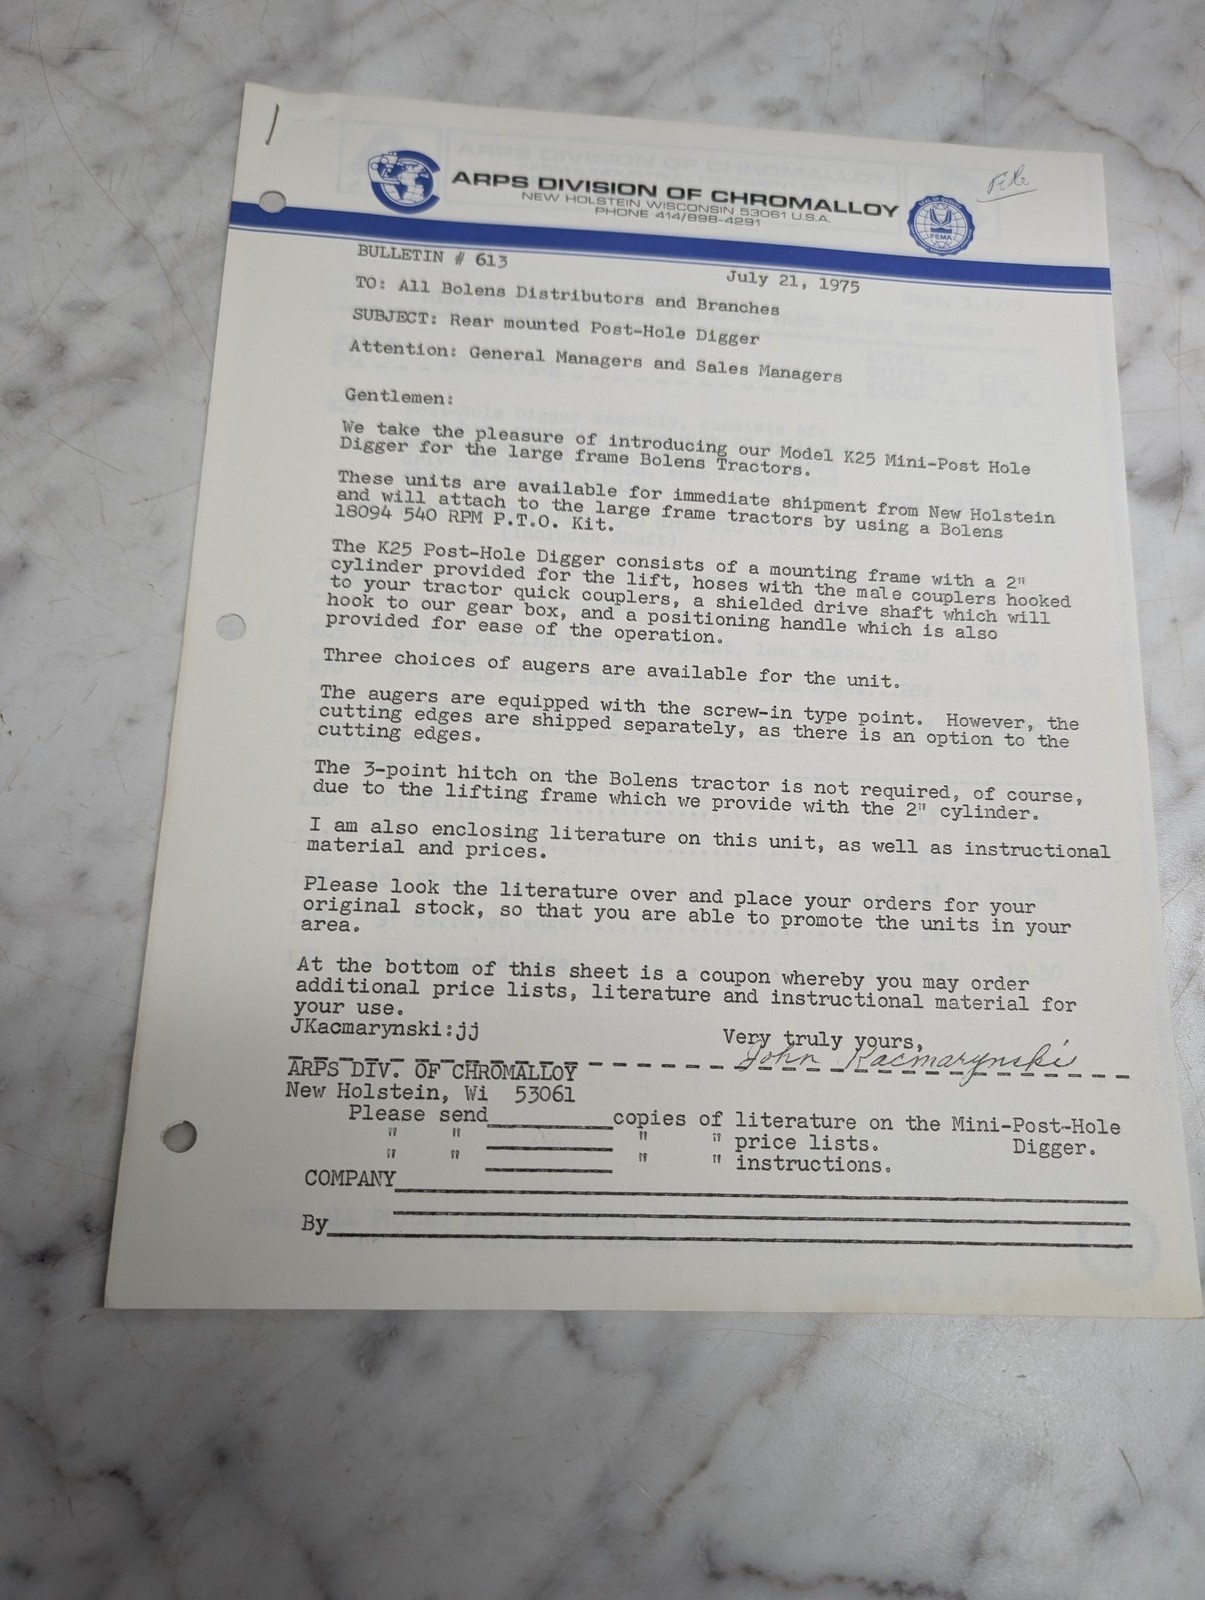 ARPS DIVISION OF CHROMALLOY
NEW HOLSTEIN WISCONSIN 53061 U.S.A.
PHONE 414/898-4291
File
FEMA
BULLETIN # 613
July 21, 1975
TO: All Bolens Distributors and Branches
SUBJECT: Rear mounted Post-Hole Digger
Attention: General Managers and Sales Managers
Gentlemen:
We take the pleasure of introducing our Model K25 Mini-Post Hole
Digger for the large frame Bolens Tractors.
These units are available for immediate shipment from New Holstein
and will attach to the large frame tractors by using a Bolens
18094 540 RPM P.T.O. Kit.
The K25 Post-Hole Digger consists of a mounting frame with a 2"
cylinder provided for the lift, hoses with the male couplers hooked
to your tractor quick couplers, a shielded drive shaft which will
hook to our gear box, and a positioning handle which is also
provided for ease of the operation.
Three choices of augers are available for the unit.
The augers are equipped with the screw-in type point. However, the
cutting edges are shipped separately, as there is an option to the
cutting edges.
The 3-point hitch on the Bolens tractor is not required, of course,
due to the lifting frame which we provide with the 2" cylinder.
I am also enclosing literature on this unit, as well as instructional
material and prices.
Please look the literature over and place your orders for your
original stock, so that you are able to promote the units in your
area.
At the bottom of this sheet is a coupon whereby you may order
additional price lists, literature and instructional material for
your use.
JKacmarynski:jj
Very truly yours,
John Kacmarynski
ARPS DIV. OF CHROMALLOY
New Holstein, Wi 53061
Please send copies of literature on the Mini-Post-Hole
" " " " price lists. Digger.
" " " " instructions.
COMPANY
By